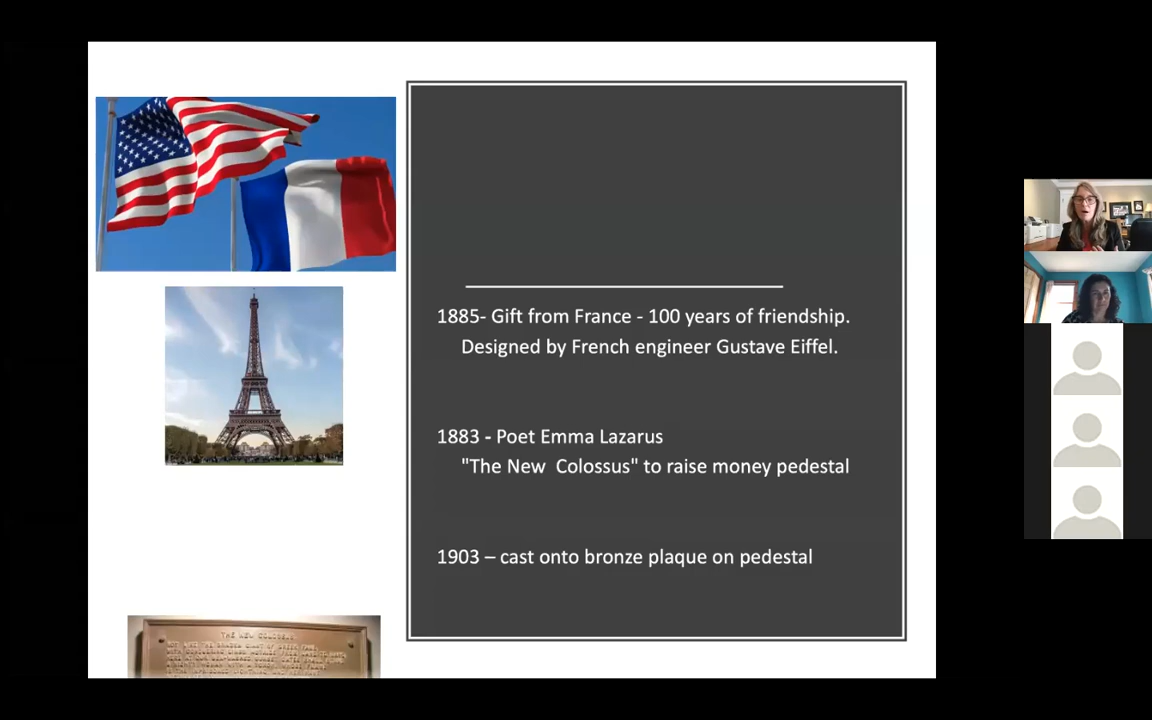 1885- Gift from France - 100 years of friendship.
Designed by French engineer Gustave Eiffel.
1883 - Poet Emma Lazarus
"The New  Colossus" to raise money pedestal
1903 – cast onto bronze plaque on pedestal
THE NEW COLOSSUS